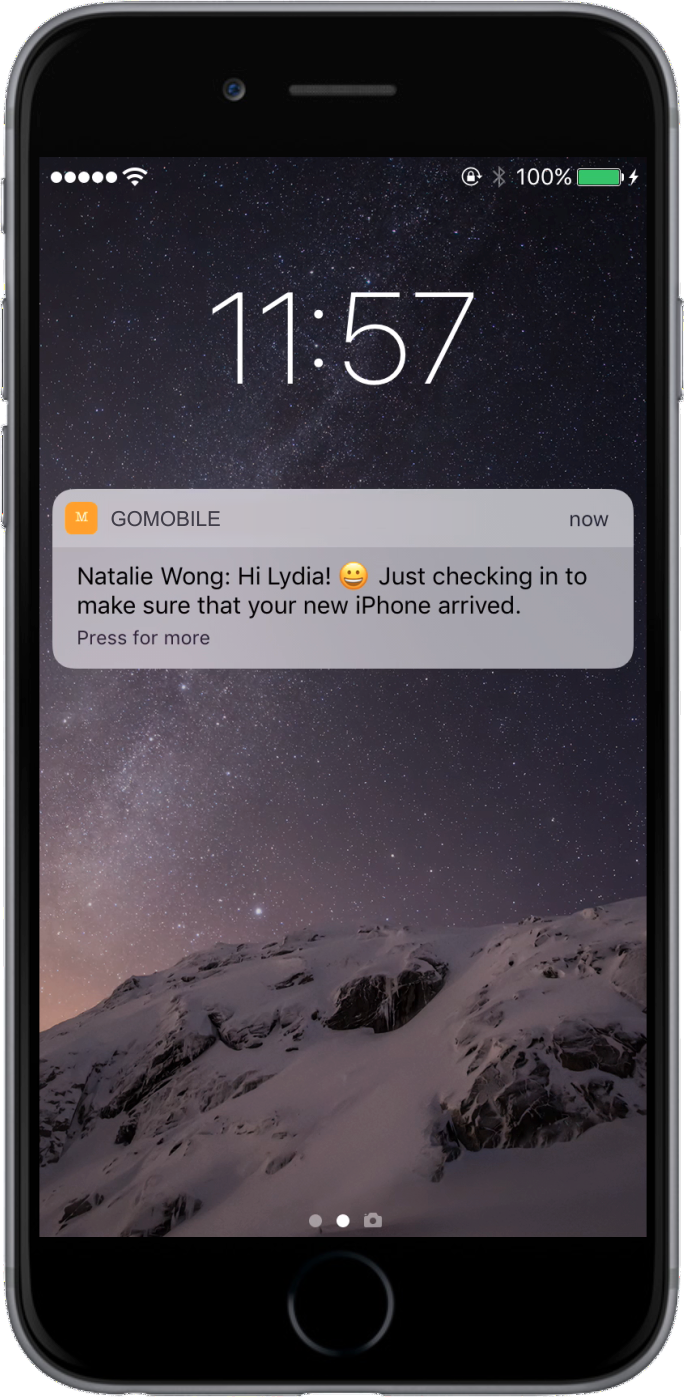 100%
11:57
M GOMOBILE now
Natalie Wong: Hi Lydia! 😀 Just checking in to
make sure that your new iPhone arrived.
Press for more